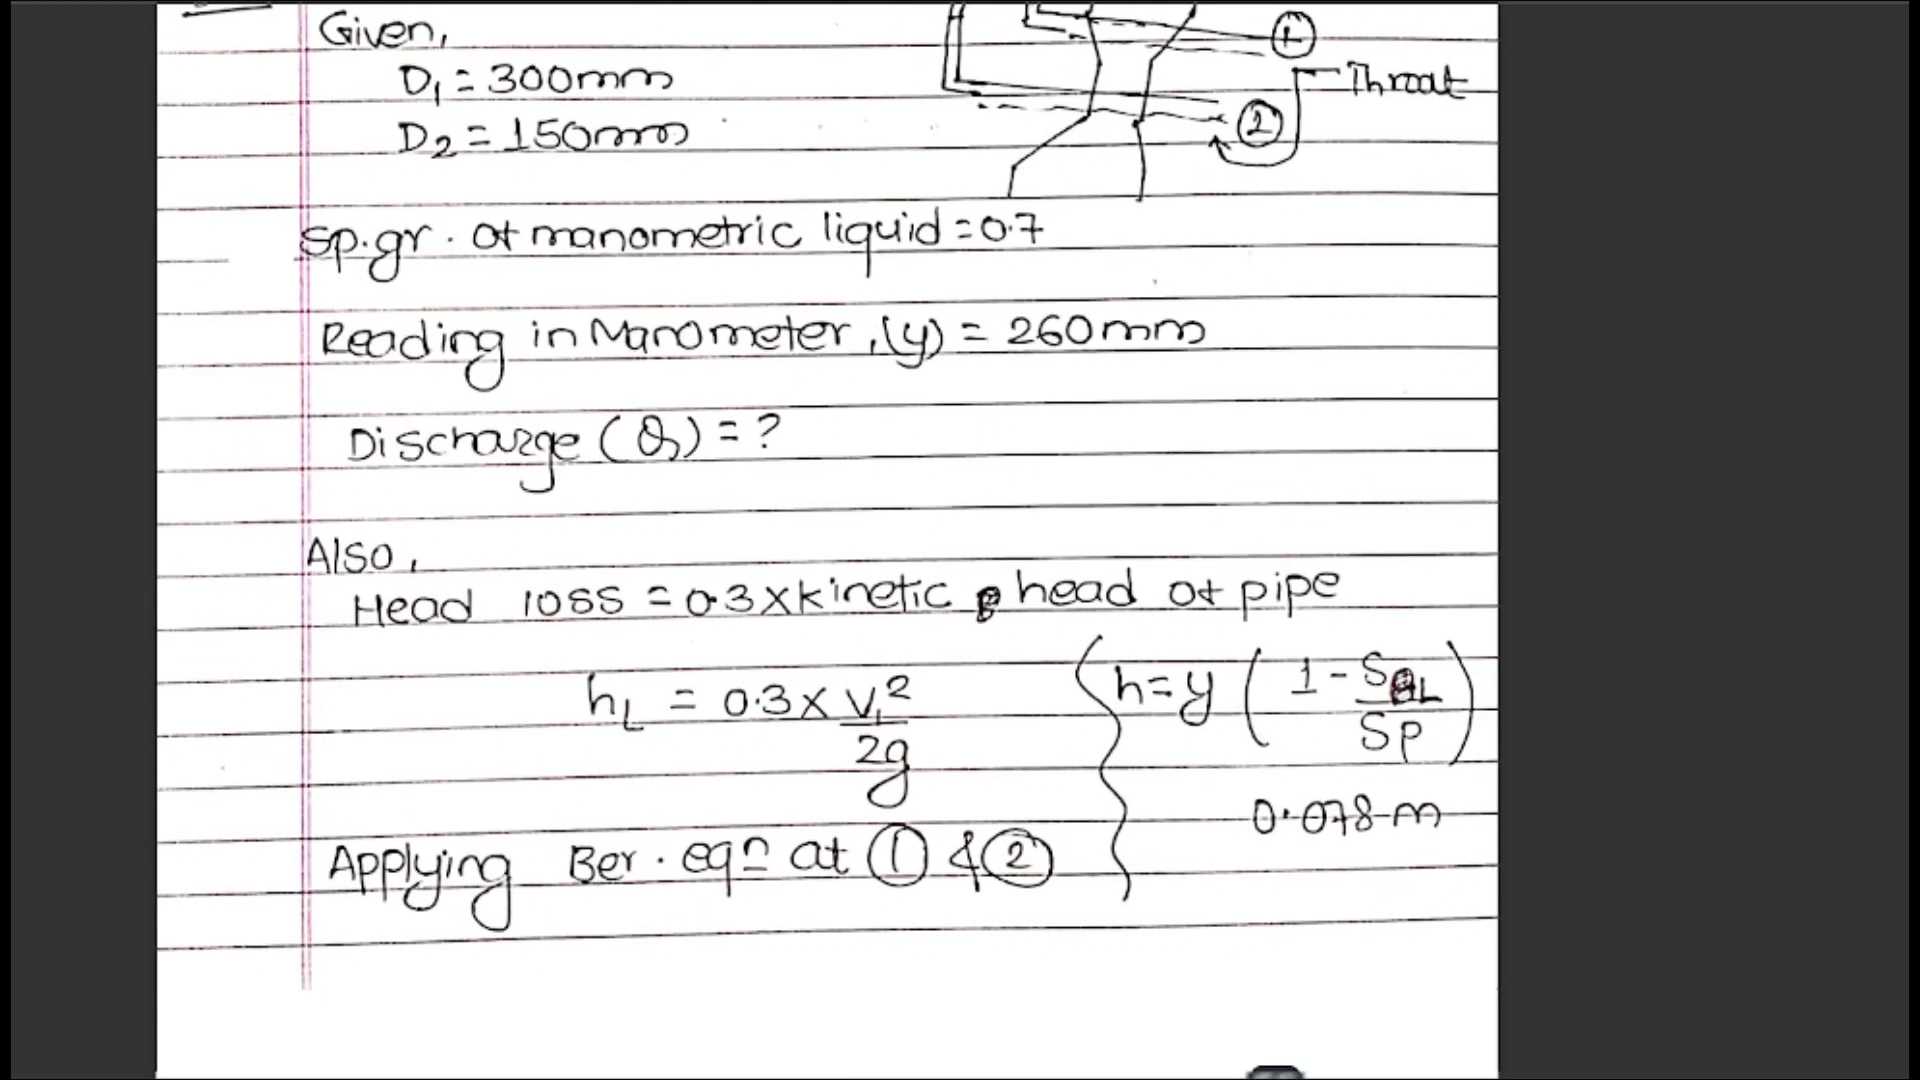 Given,
①
D₁ = 300mm
Throat
D₂ = 150mm
②
Sp.gr. of manometric liquid = 0.7
Reading in Manometer, (y) = 260mm
Discharge (Q) = ?
Also,
Head loss = 0.3 x kinetic head of pipe
hL = 0.3 x V₁²/2g
h = y (1 - SL/Sp)
0.078 m
Applying Ber. eqn at ① & ②